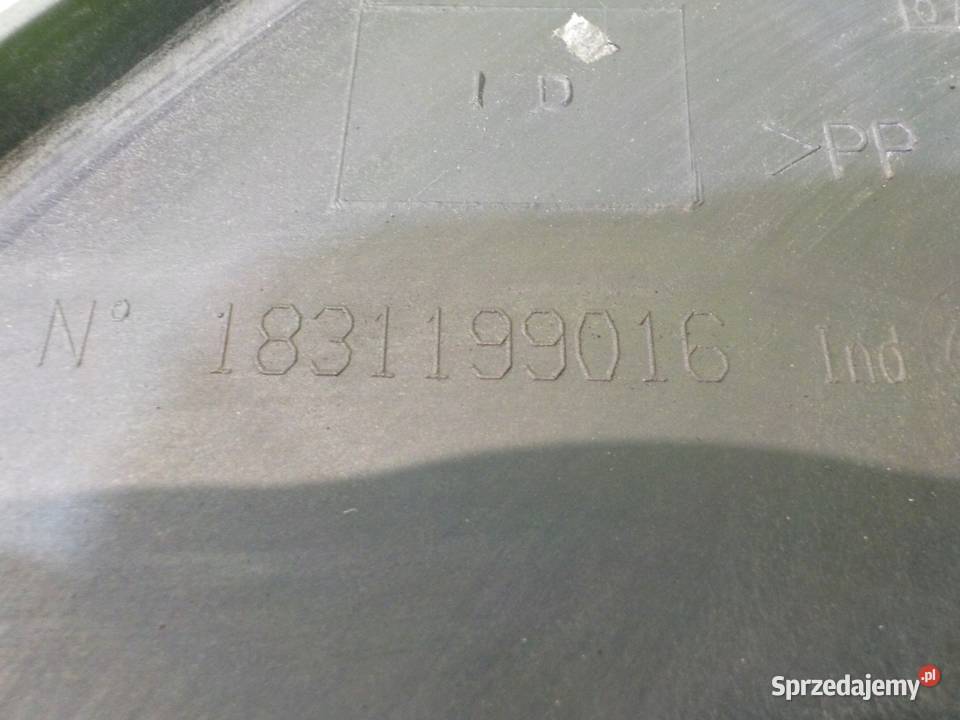 I D
>PP
N° 1831199016 Ind
Sprzedajemy.pl